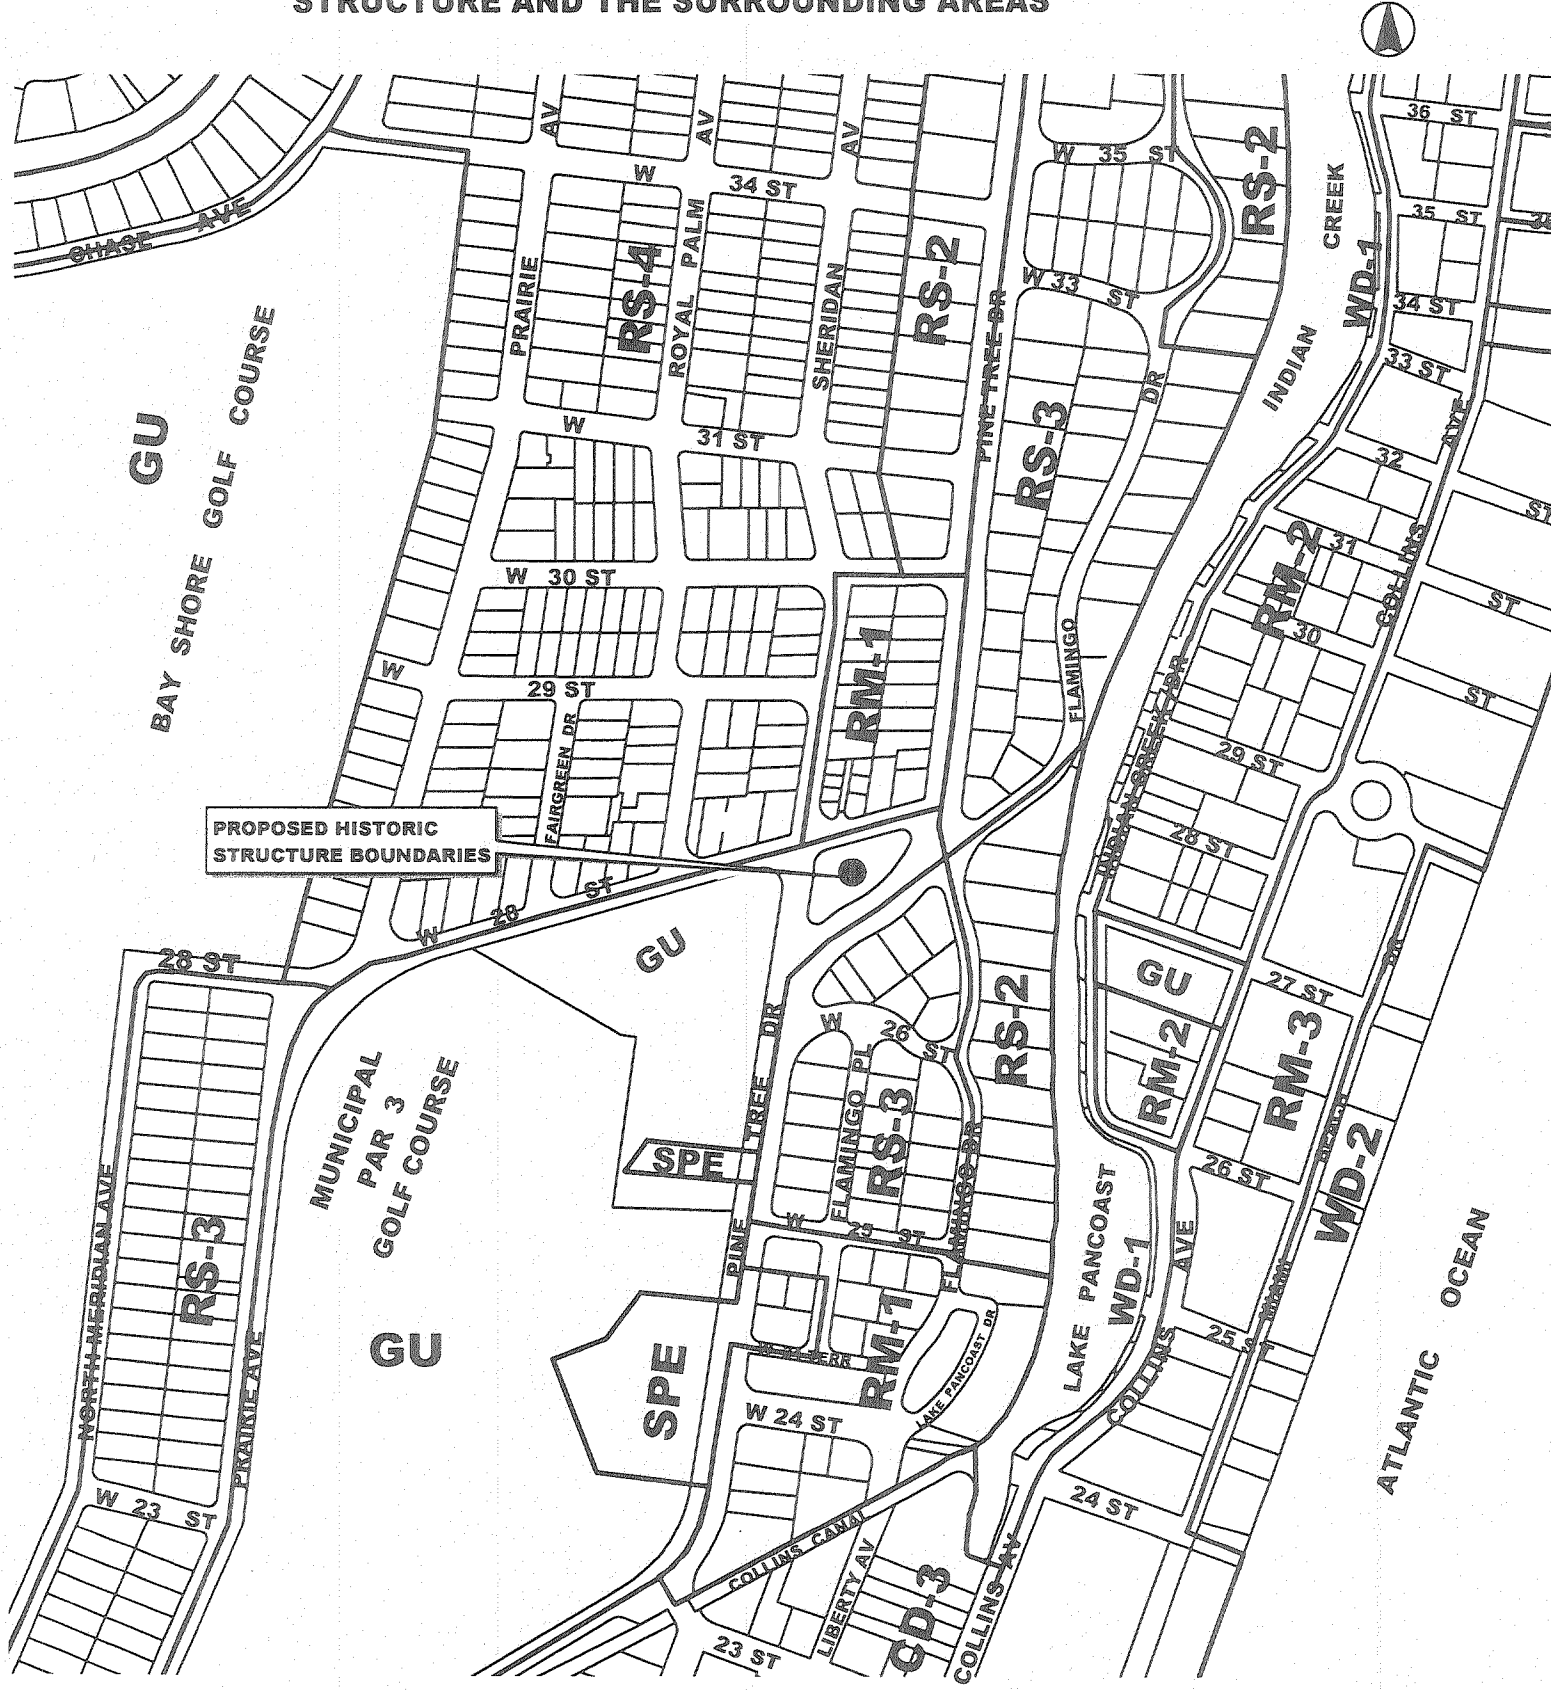 STRUCTURE AND THE SURROUNDING AREAS
36 ST
AV
AV
AV
W 35 ST
RS-2
W 34 ST
CREEK
35 ST
CHASE AVE
PRAIRIE
RS-4
ROYAL PALM
SHERIDAN
RS-2
PINE TREE DR
W 33 ST
WD-1
34 ST
INDIAN
33 ST
GU
BAY SHORE GOLF COURSE
W 31 ST
RS-3
DR
AVE
32
ST
W 30 ST
RM-2
31
COLLINS
ST
RM-1
FLAMINGO
30
W 29 ST
ST
FAIRGREEN DR
INDIAN CREEK DR
29 ST
PROPOSED HISTORIC
STRUCTURE BOUNDARIES
28 ST
W 28 ST
GU
28 ST
RS-2
GU
27 ST
DR
W 26 ST
MUNICIPAL
PAR 3
GOLF COURSE
PINE TREE DR
FLAMINGO PL
RS-3
FLAMINGO DR
RM-2
RM-3
SPE
26 ST
BEACH
WD-2
NORTH MERIDIAN AVE
RS-3
W 25 ST
LAKE PANCOAST
WD-1
AVE
MIAMI
ATLANTIC OCEAN
GU
SPE
RM-1
TERR
LAKE PANCOAST DR
25 ST
COLLINS
PRAIRIE AVE
W 24 ST
W 23 ST
24 ST
COLLINS CANAL
LIBERTY AV
CD-3
COLLINS AV
23 ST